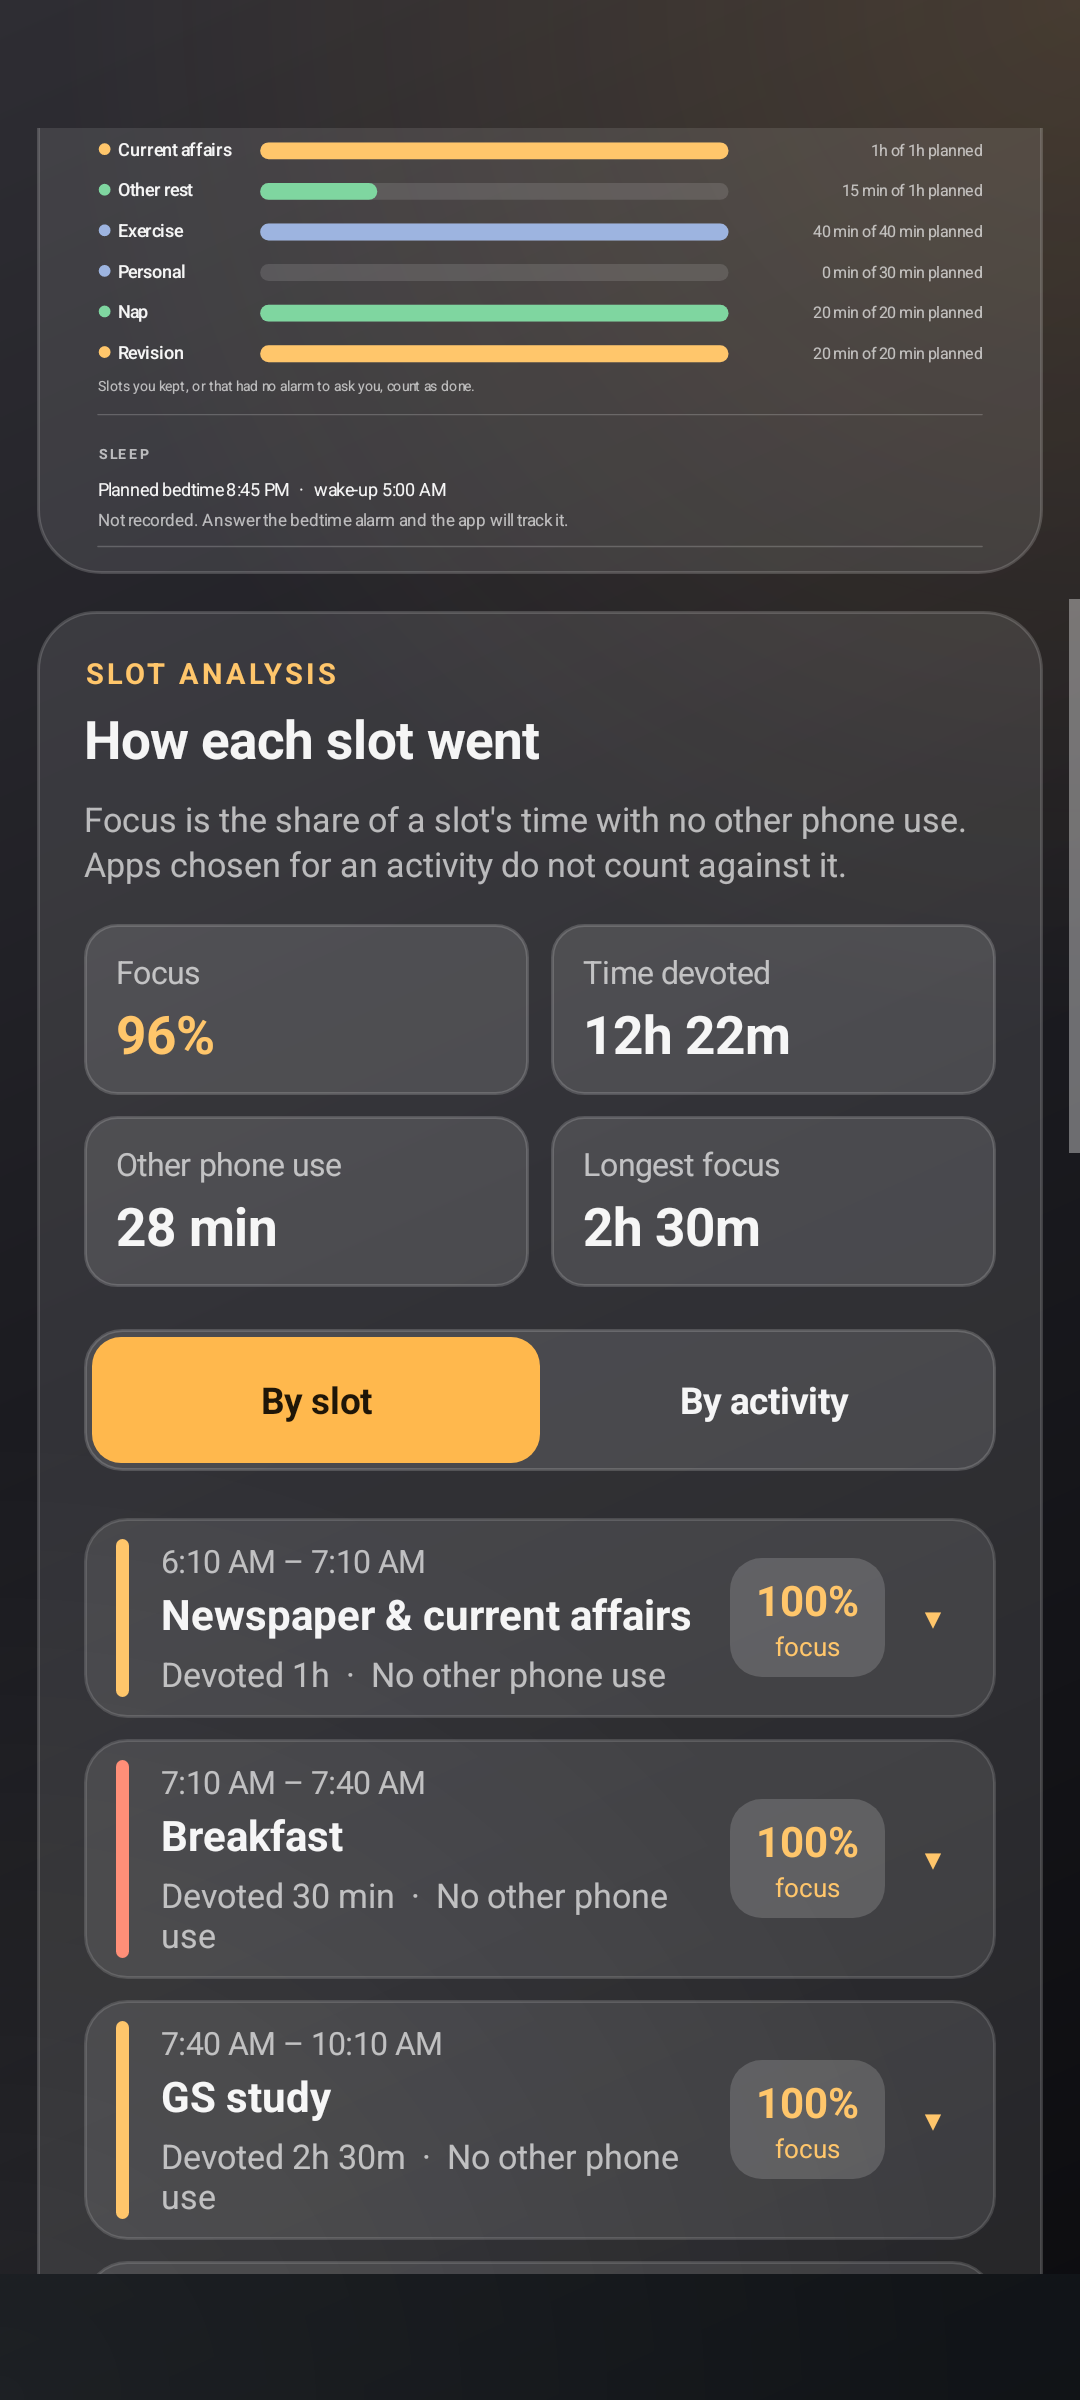 Current affairs 1h of 1h planned
Other rest 15 min of 1h planned
Exercise 40 min of 40 min planned
Personal 0 min of 30 min planned
Nap 20 min of 20 min planned
Revision 20 min of 20 min planned
Slots you kept, or that had no alarm to ask you, count as done.
SLEEP
Planned bedtime 8:45 PM · wake-up 5:00 AM
Not recorded. Answer the bedtime alarm and the app will track it.
SLOT ANALYSIS
How each slot went
Focus is the share of a slot's time with no other phone use.
Apps chosen for an activity do not count against it.
Focus
96%
Time devoted
12h 22m
Other phone use
28 min
Longest focus
2h 30m
By slot
By activity
6:10 AM – 7:10 AM
Newspaper & current affairs
Devoted 1h · No other phone use
100%
focus
▼
7:10 AM – 7:40 AM
Breakfast
Devoted 30 min · No other phone
use
100%
focus
▼
7:40 AM – 10:10 AM
GS study
Devoted 2h 30m · No other phone
use
100%
focus
▼